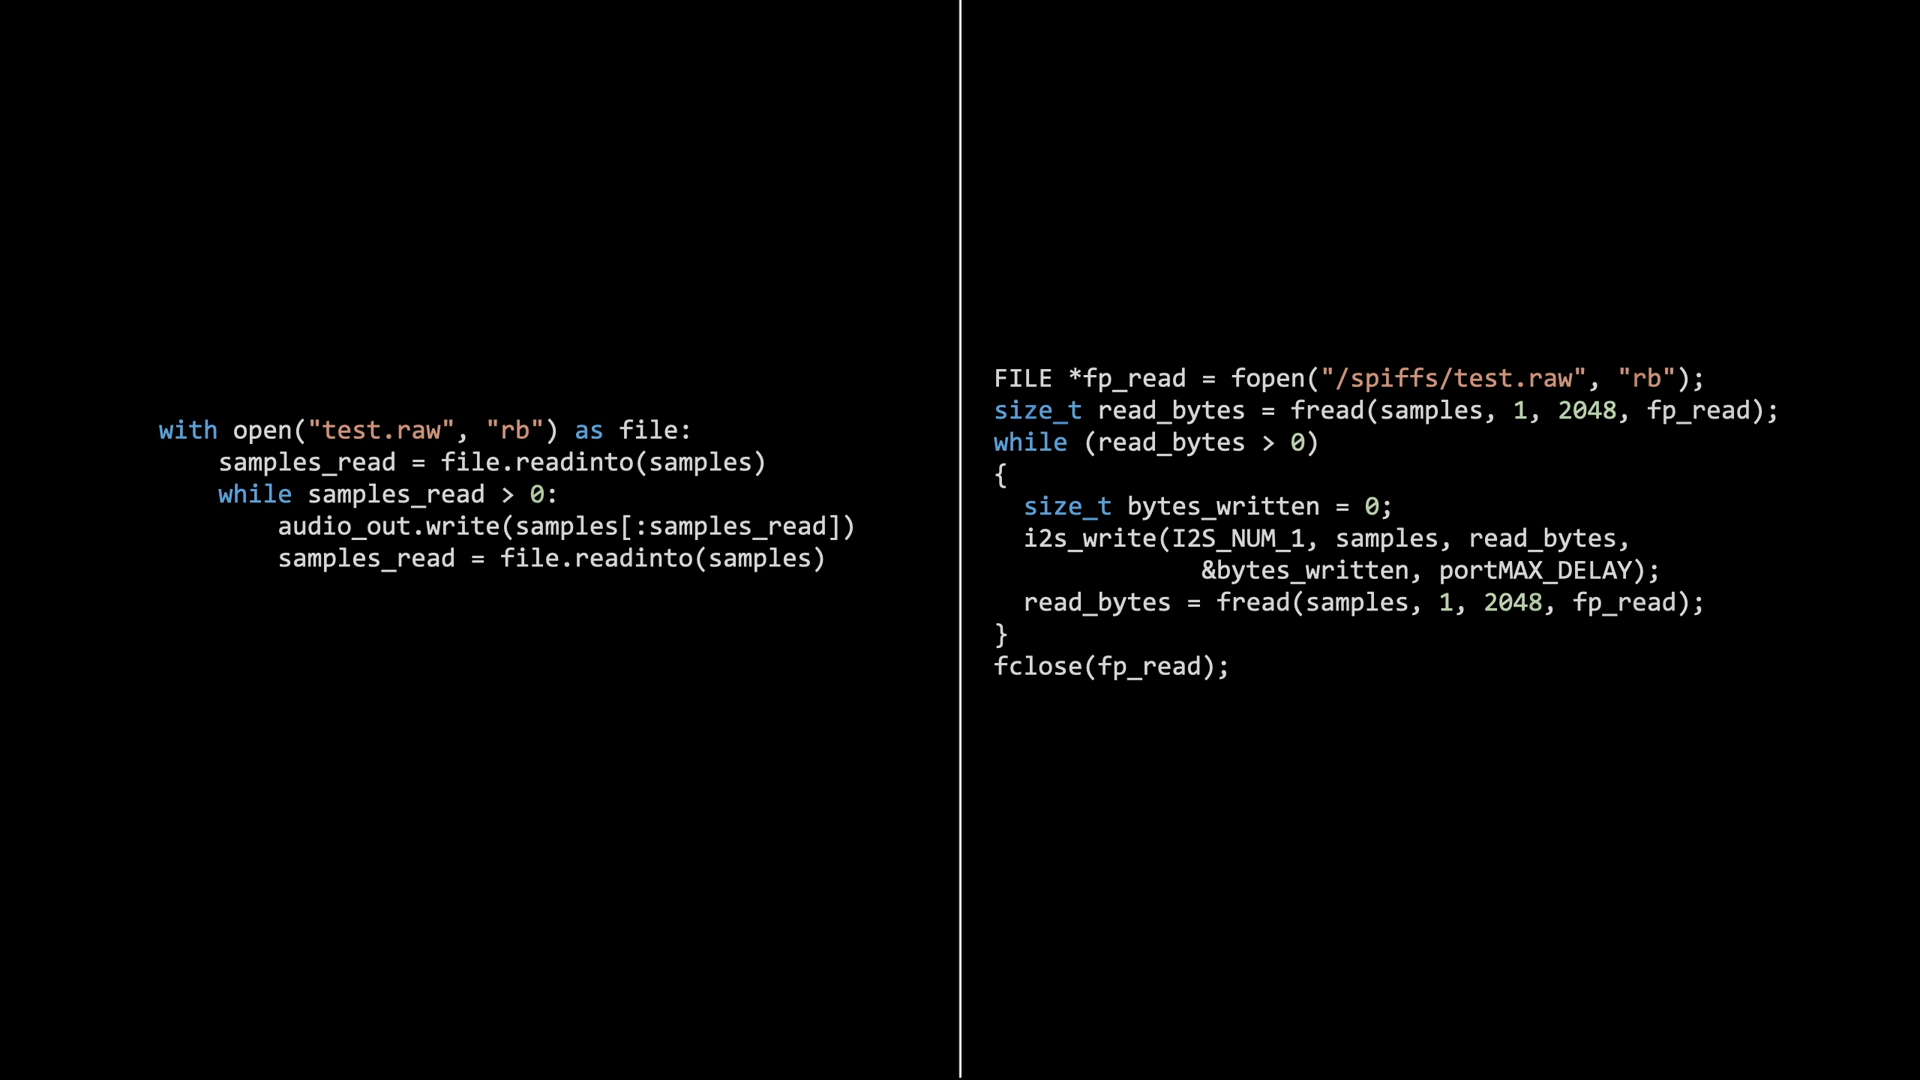 with open("test.raw", "rb") as file:
    samples_read = file.readinto(samples)
    while samples_read > 0:
        audio_out.write(samples[:samples_read])
        samples_read = file.readinto(samples)
FILE *fp_read = fopen("/spiffs/test.raw", "rb");
size_t read_bytes = fread(samples, 1, 2048, fp_read);
while (read_bytes > 0)
{
  size_t bytes_written = 0;
  i2s_write(I2S_NUM_1, samples, read_bytes,
              &bytes_written, portMAX_DELAY);
  read_bytes = fread(samples, 1, 2048, fp_read);
}
fclose(fp_read);